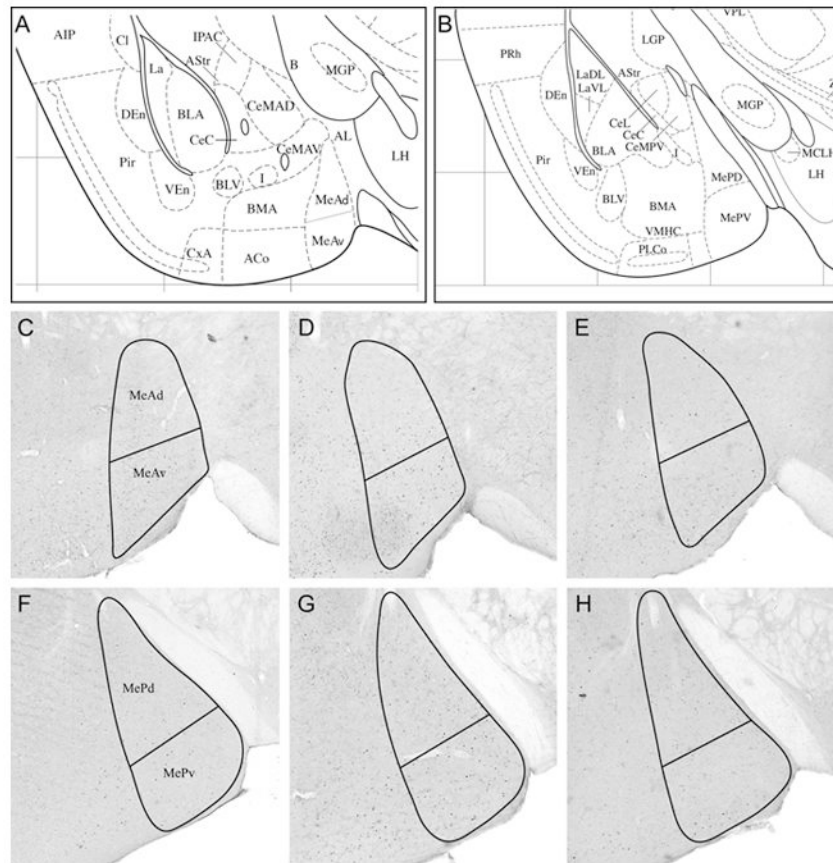 A
AIP
Cl
IPAC
La
AStr
B
MGP
DEn
BLA
CeMAD
CeC
CeMAV
AL
Pir
LH
VEn
BLV
I
BMA
MeAd
CxA
ACo
MeAv
B
VPL
PRh
LGP
LaDL
AStr
LaVL
DEn
MGP
CeL
CeC
Pir
BLA
CeMPV
I
MCLH
VEn
LH
MePD
BLV
BMA
MePV
VMHC
PLCo
C
MeAd
MeAv
D
E
F
MePd
MePv
G
H